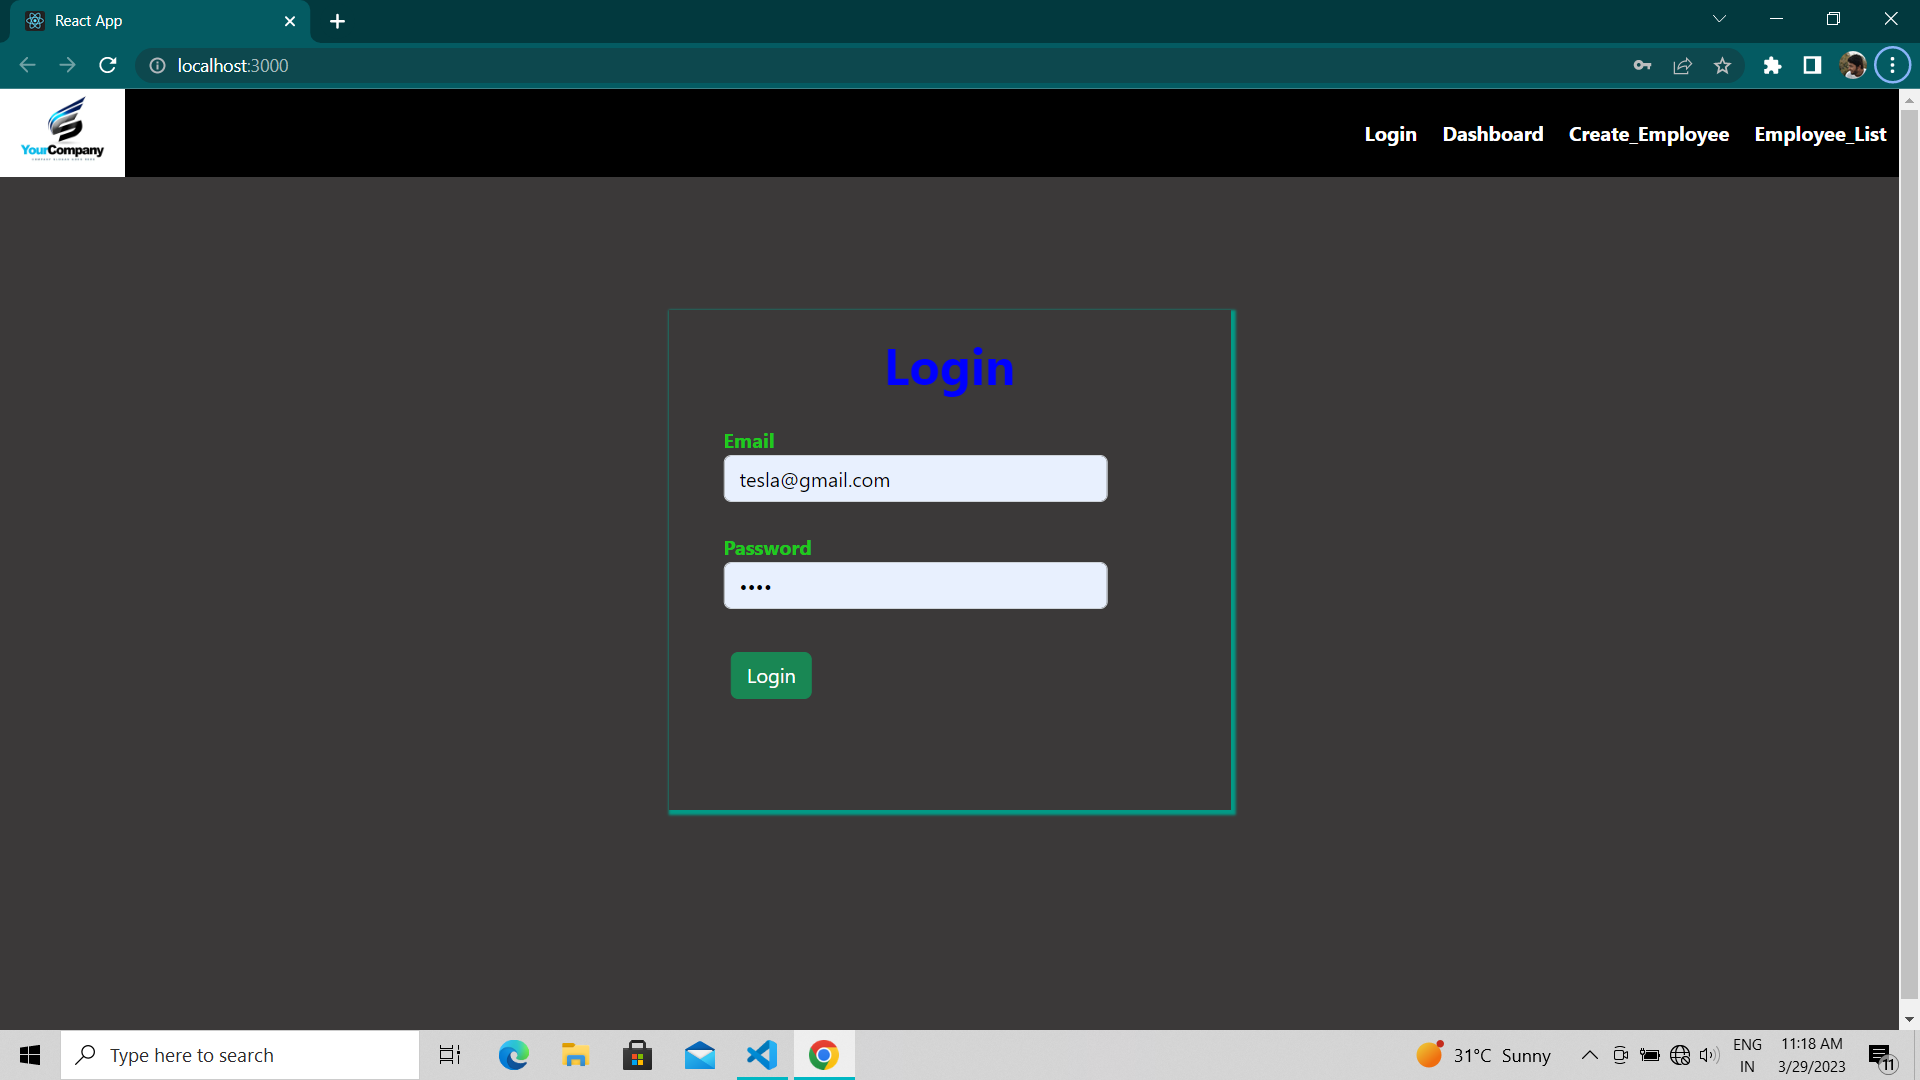 React App
localhost:3000
YourCompany
Login Dashboard Create_Employee Employee_List
Login
Email
tesla@gmail.com
Password
••••
Login
Type here to search
31°C Sunny
ENG
IN
11:18 AM
3/29/2023
11